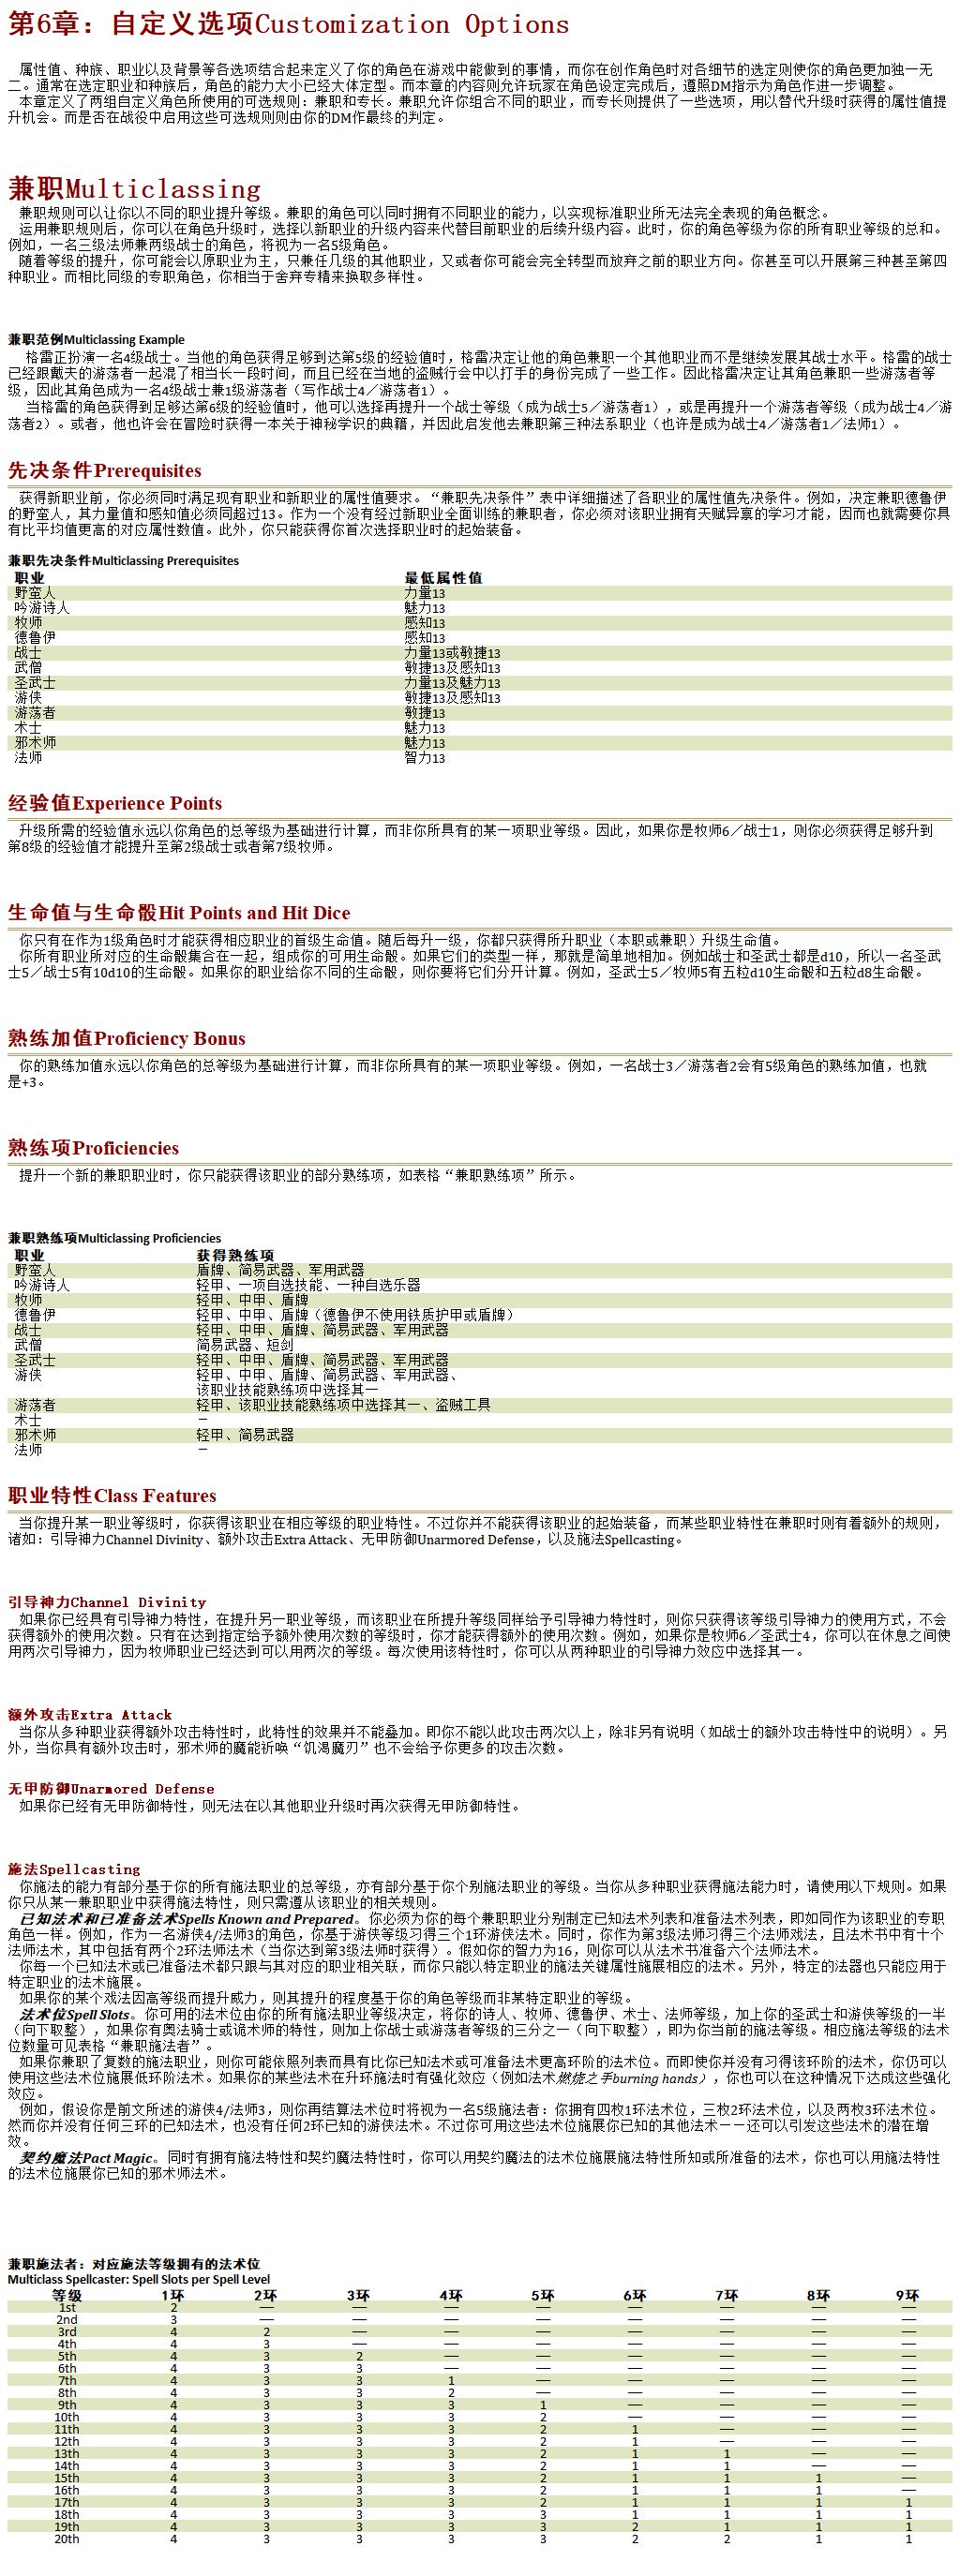 第6章：自定义选项Customization Options
属性值、种族、职业以及背景等各选项结合起来定义了你的角色在游戏中能做到的事情，而你在创作角色时对各细节的选定则使你的角色更加独一无
二。通常在选定职业和种族后，角色的能力大小已经大体定型。而本章的内容则允许玩家在角色设定完成后，遵照DM指示为角色作进一步调整。
本章定义了两组自定义角色所使用的可选规则：兼职和专长。兼职允许你组合不同的职业，而专长则提供了一些选项，用以替代升级时获得的属性值提
升机会。而是否在战役中启用这些可选规则则由你的DM作最终的判定。
兼职Multiclassing
兼职规则可以让你以不同的职业提升等级。兼职的角色可以同时拥有不同职业的能力，以实现标准职业所无法完全表现的角色概念。
运用兼职规则后，你可以在角色升级时，选择以新职业的升级内容来代替目前职业的后续升级内容。此时，你的角色等级为你的所有职业等级的总和。
例如，一名三级法师兼两级战士的角色，将视为一名5级角色。
随着等级的提升，你可能会以原职业为主，只兼任几级的其他职业，又或者你可能会完全转型而放弃之前的职业方向。你甚至可以开展第三种甚至第四
种职业。而相比同级的专职角色，你相当于舍弃专精来换取多样性。
兼职范例Multiclassing Example
格雷正扮演一名4级战士。当他的角色获得足够到达第5级的经验值时，格雷决定让他的角色兼职一个其他职业而不是继续发展其战士水平。格雷的战士
已经跟戴夫的游荡者一起混了相当长一段时间，而且已经在当地的盗贼行会中以打手的身份完成了一些工作。因此格雷决定让其角色兼职一些游荡者等
级，因此其角色成为一名4级战士兼1级游荡者（写作战士4／游荡者1）。
当格雷的角色获得到足够达第6级的经验值时，他可以选择再提升一个战士等级（成为战士5／游荡者1），或是再提升一个游荡者等级（成为战士4／游
荡者2）。或者，他也许会在冒险时获得一本关于神秘学识的典籍，并因此启发他去兼职第三种法系职业（也许是成为战士4／游荡者1／法师1）。
先决条件Prerequisites
获得新职业前，你必须同时满足现有职业和新职业的属性值要求。“兼职先决条件”表中详细描述了各职业的属性值先决条件。例如，决定兼职德鲁伊
的野蛮人，其力量值和感知值必须同超过13。作为一个没有经过新职业全面训练的兼职者，你必须对该职业拥有天赋异禀的学习才能，因而也就需要你具
有比平均值更高的对应属性数值。此外，你只能获得你首次选择职业时的起始装备。
兼职先决条件Multiclassing Prerequisites
职业 最低属性值
野蛮人 力量13
吟游诗人 魅力13
牧师 感知13
德鲁伊 感知13
战士 力量13或敏捷13
武僧 敏捷13及感知13
圣武士 力量13及魅力13
游侠 敏捷13及感知13
游荡者 敏捷13
术士 魅力13
邪术师 魅力13
法师 智力13
经验值Experience Points
升级所需的经验值永远以你角色的总等级为基础进行计算，而非你所具有的某一项职业等级。因此，如果你是牧师6／战士1，则你必须获得足够升到
第8级的经验值才能提升至第2级战士或者第7级牧师。
生命值与生命骰Hit Points and Hit Dice
你只有在作为1级角色时才能获得相应职业的首级生命值。随后每升一级，你都只获得所升职业（本职或兼职）升级生命值。
你所有职业所对应的生命骰集合在一起，组成你的可用生命骰。如果它们的类型一样，那就是简单地相加。例如战士和圣武士都是d10，所以一名圣武
士5／战士5有10d10的生命骰。如果你的职业给你不同的生命骰，则你要将它们分开计算。例如，圣武士5／牧师5有五粒d10生命骰和五粒d8生命骰。
熟练加值Proficiency Bonus
你的熟练加值永远以你角色的总等级为基础进行计算，而非你所具有的某一项职业等级。例如，一名战士3／游荡者2会有5级角色的熟练加值，也就
是+3。
熟练项Proficiencies
提升一个新的兼职职业时，你只能获得该职业的部分熟练项，如表格“兼职熟练项”所示。
兼职熟练项Multiclassing Proficiencies
职业 获得熟练项
野蛮人 盾牌、简易武器、军用武器
吟游诗人 轻甲、一项自选技能、一种自选乐器
牧师 轻甲、中甲、盾牌
德鲁伊 轻甲、中甲、盾牌（德鲁伊不使用铁质护甲或盾牌）
战士 轻甲、中甲、盾牌、简易武器、军用武器
武僧 简易武器、短剑
圣武士 轻甲、中甲、盾牌、简易武器、军用武器
游侠 轻甲、中甲、盾牌、简易武器、军用武器、
该职业技能熟练项中选择其一
游荡者 轻甲、该职业技能熟练项中选择其一、盗贼工具
术士 －
邪术师 轻甲、简易武器
法师 －
职业特性Class Features
当你提升某一职业等级时，你获得该职业在相应等级的职业特性。不过你并不能获得该职业的起始装备，而某些职业特性在兼职时则有着额外的规则，
诸如：引导神力Channel Divinity、额外攻击Extra Attack、无甲防御Unarmored Defense，以及施法Spellcasting。
引导神力Channel Divinity
如果你已经具有引导神力特性，在提升另一职业等级，而该职业在所提升等级同样给予引导神力特性时，则你只获得该等级引导神力的使用方式，不会
获得额外的使用次数。只有在达到指定给予额外使用次数的等级时，你才能获得额外的使用次数。例如，如果你是牧师6／圣武士4，你可以在休息之间使
用两次引导神力，因为牧师职业已经达到可以用两次的等级。每次使用该特性时，你可以从两种职业的引导神力效应中选择其一。
额外攻击Extra Attack
当你从多种职业获得额外攻击特性时，此特性的效果并不能叠加。即你不能以此攻击两次以上，除非另有说明（如战士的额外攻击特性中的说明）。另
外，当你具有额外攻击时，邪术师的魔能祈唤“饥渴魔刃”也不会给予你更多的攻击次数。
无甲防御Unarmored Defense
如果你已经有无甲防御特性，则无法在以其他职业升级时再次获得无甲防御特性。
施法Spellcasting
你施法的能力有部分基于你的所有施法职业的总等级，亦有部分基于你个别施法职业的等级。当你从多种职业获得施法能力时，请使用以下规则。如果
你只从某一兼职职业中获得施法特性，则只需遵从该职业的相关规则。
已知法术和已准备法术Spells Known and Prepared。你必须为你的每个兼职职业分别制定已知法术列表和准备法术列表，即如同作为该职业的专职
角色一样。例如，作为一名游侠4/法师3的角色，你基于游侠等级习得三个1环游侠法术。同时，你作为第3级法师习得三个法师戏法，且法术书中有十个
法师法术，其中包括有两个2环法师法术（当你达到第3级法师时获得）。假如你的智力为16，则你可以从法术书准备六个法师法术。
你每一个已知法术或已准备法术都只跟与其对应的职业相关联，而你只能以特定职业的施法关键属性施展相应的法术。另外，特定的法器也只能应用于
特定职业的法术施展。
如果你的某个戏法因高等级而提升威力，则其提升的程度基于你的角色等级而非某特定职业的等级。
法术位Spell Slots。你可用的法术位由你的所有施法职业等级决定，将你的诗人、牧师、德鲁伊、术士、法师等级，加上你的圣武士和游侠等级的一半
（向下取整），如果你有奥法骑士或诡术师的特性，则加上你战士或游荡者等级的三分之一（向下取整），即为你当前的施法等级。相应施法等级的法术
位数量可见表格“兼职施法者”。
如果你兼职了复数的施法职业，则你可能依照列表而具有比你已知法术或可准备法术更高环阶的法术位。而即使你并没有习得该环阶的法术，你仍可以
使用这些法术位施展低环阶法术。如果你的某些法术在升环施法时有强化效应（例如法术燃烧之手burning hands），你也可以在这种情况下达成这些强化
效应。
例如，假设你是前文所述的游侠4/法师3，则你再结算法术位时将视为一名5级施法者：你拥有四枚1环法术位，三枚2环法术位，以及两枚3环法术位。
然而你并没有任何三环的已知法术，也没有任何2环已知的游侠法术。不过你可用这些法术位施展你已知的其他法术－－还可以引发这些法术的潜在增
效。
契约魔法Pact Magic。同时有拥有施法特性和契约魔法特性时，你可以用契约魔法的法术位施展施法特性所知或所准备的法术，你也可以用施法特性
的法术位施展你已知的邪术师法术。
兼职施法者：对应施法等级拥有的法术位
Multiclass Spellcaster: Spell Slots per Spell Level
等级 1环 2环 3环 4环 5环 6环 7环 8环 9环
1st 2 — — — — — — — —
2nd 3 — — — — — — — —
3rd 4 2 — — — — — — —
4th 4 3 — — — — — — —
5th 4 3 2 — — — — — —
6th 4 3 3 — — — — — —
7th 4 3 3 1 — — — — —
8th 4 3 3 2 — — — — —
9th 4 3 3 3 1 — — — —
10th 4 3 3 3 2 — — — —
11th 4 3 3 3 2 1 — — —
12th 4 3 3 3 2 1 — — —
13th 4 3 3 3 2 1 1 — —
14th 4 3 3 3 2 1 1 — —
15th 4 3 3 3 2 1 1 1 —
16th 4 3 3 3 2 1 1 1 —
17th 4 3 3 3 2 1 1 1 1
18th 4 3 3 3 3 1 1 1 1
19th 4 3 3 3 3 2 1 1 1
20th 4 3 3 3 3 2 2 1 1